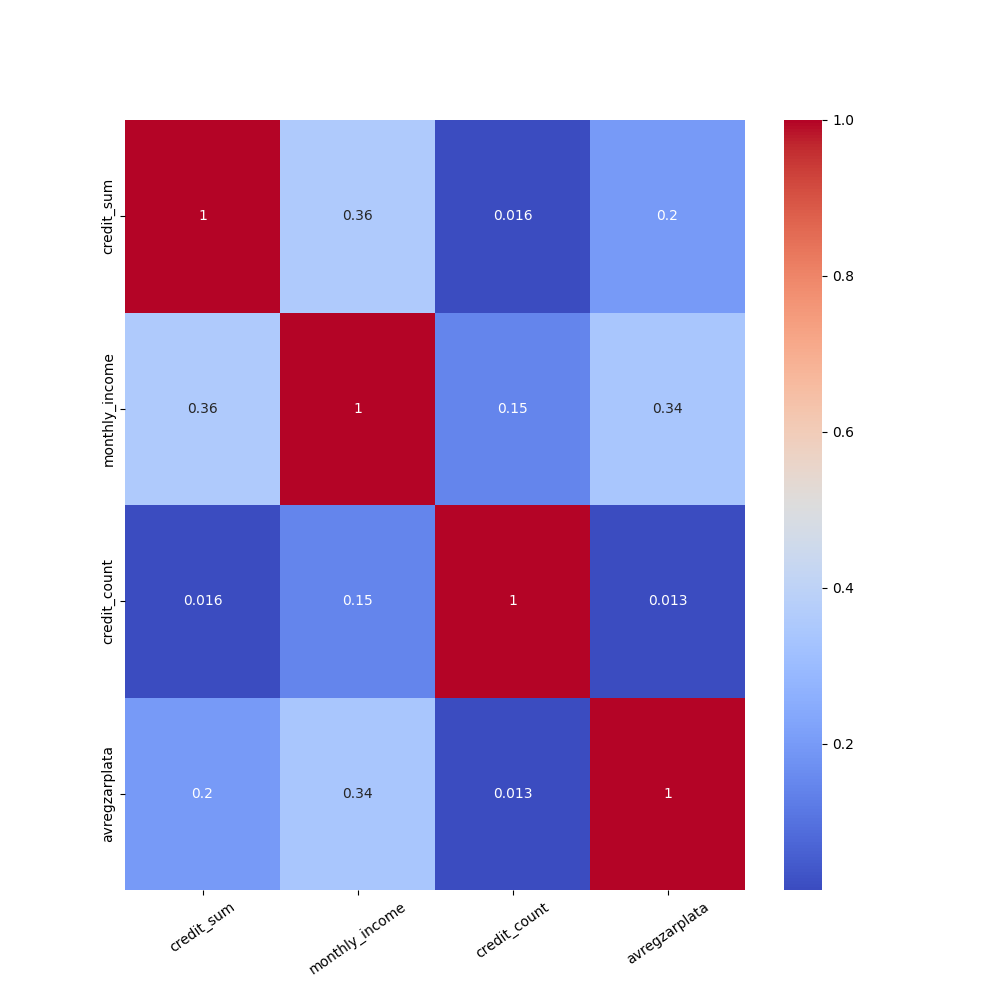 credit_sum 1 0.36 0.016 0.2
monthly_income 0.36 1 0.15 0.34
credit_count 0.016 0.15 1 0.013
avregzarplata 0.2 0.34 0.013 1
credit_sum monthly_income credit_count avregzarplata
1.0
0.8
0.6
0.4
0.2